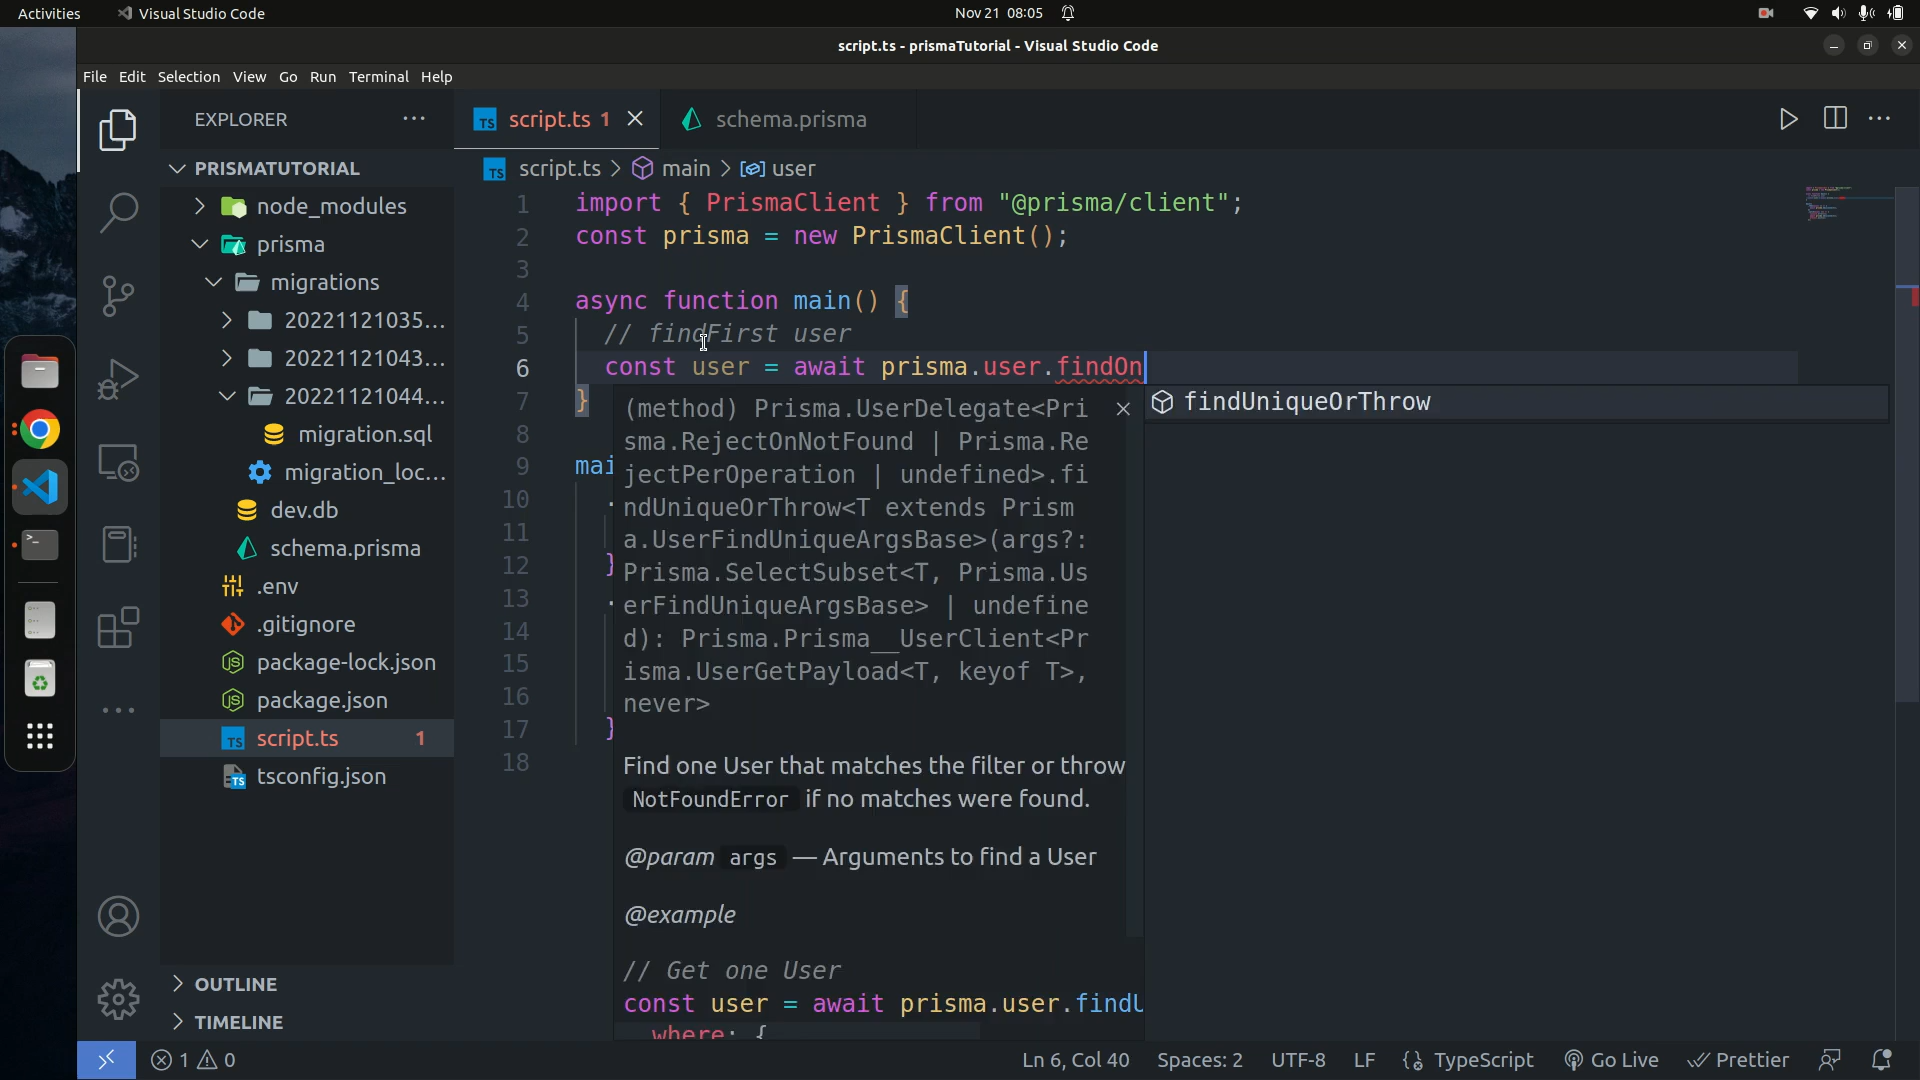 Activities
Visual Studio Code
Nov 21 08:05
script.ts - prismaTutorial - Visual Studio Code
File Edit Selection View Go Run Terminal Help
EXPLORER
PRISMATUTORIAL
node_modules
prisma
migrations
20221121035...
20221121043...
20221121044...
migration.sql
migration_loc...
dev.db
schema.prisma
.env
.gitignore
package-lock.json
package.json
script.ts 1
tsconfig.json
OUTLINE
TIMELINE
script.ts 1
schema.prisma
script.ts > main > user
1 import { PrismaClient } from "@prisma/client";
2 const prisma = new PrismaClient();
3
4 async function main() {
5 // findFirst user
6 const user = await prisma.user.findOn
7 }
8
9 mai
10 .
11
12 }
13 .
14
15
16
17 }
18
(method) Prisma.UserDelegate<Pri
sma.RejectOnNotFound | Prisma.Re
jectPerOperation | undefined>.fi
ndUniqueOrThrow<T extends Prism
a.UserFindUniqueArgsBase>(args?:
Prisma.SelectSubset<T, Prisma.Us
erFindUniqueArgsBase> | undefine
d): Prisma.Prisma__UserClient<Pr
isma.UserGetPayload<T, keyof T>,
never>
Find one User that matches the filter or throw
NotFoundError if no matches were found.
@param args — Arguments to find a User
@example
// Get one User
const user = await prisma.user.findU
where: {
findUniqueOrThrow
1 0
Ln 6, Col 40
Spaces: 2
UTF-8
LF
TypeScript
Go Live
Prettier